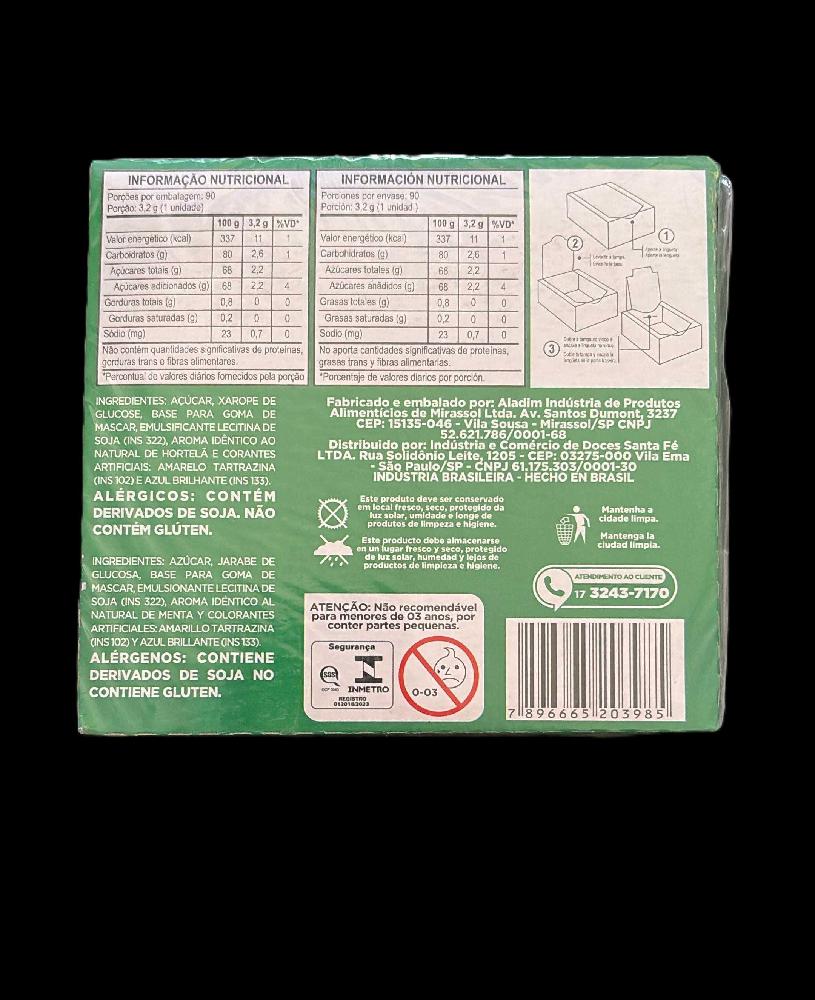 INFORMAÇÃO NUTRICIONAL
Porções por embalagem: 90
Porção: 3,2 g (1 unidade)
100 g 3,2 g %VD*
Valor energético (kcal) 337 11 1
Carboidratos (g) 80 2,6 1
Açúcares totais (g) 68 2,2
Açúcares adicionados (g) 68 2,2 4
Gorduras totais (g) 0,8 0 0
Gorduras saturadas (g) 0,2 0 0
Sódio (mg) 23 0,7 0
Não contém quantidades significativas de proteínas,
gorduras trans e fibras alimentares.
*Percentual de valores diários fornecidos pela porção
INFORMACIÓN NUTRICIONAL
Porciones por envase: 90
Porción: 3,2 g (1 unidad)
100 g 3,2 g %VD*
Valor energético (kcal) 337 11 1
Carbohidratos (g) 80 2,6 1
Azúcares totales (g) 68 2,2
Azúcares añadidos (g) 68 2,2 4
Grasas totales (g) 0,8 0 0
Grasas saturadas (g) 0,2 0 0
Sodio (mg) 23 0,7 0
No aporta cantidades significativas de proteínas,
grasas trans y fibras alimentarias.
*Porcentaje de valores diarios por porción.
1
2
3
INGREDIENTES: AÇÚCAR, XAROPE DE
GLUCOSE, BASE PARA GOMA DE
MASCAR, EMULSIFICANTE LECITINA DE
SOJA (INS 322), AROMA IDÊNTICO AO
NATURAL DE HORTELÃ E CORANTES
ARTIFICIAIS: AMARELO TARTRAZINA
(INS 102) E AZUL BRILHANTE (INS 133).
ALÉRGICOS: CONTÉM
DERIVADOS DE SOJA. NÃO
CONTÉM GLÚTEN.
INGREDIENTES: AZÚCAR, JARABE DE
GLUCOSA, BASE PARA GOMA DE
MASCAR, EMULSIONANTE LECITINA DE
SOJA (INS 322), AROMA IDÉNTICO AL
NATURAL DE MENTA Y COLORANTES
ARTIFICIALES: AMARILLO TARTRAZINA
(INS 102) Y AZUL BRILLANTE (INS 133).
ALÉRGENOS: CONTIENE
DERIVADOS DE SOJA NO
CONTIENE GLUTEN.
Fabricado e embalado por: Aladim Indústria de Produtos
Alimentícios de Mirassol Ltda. Av. Santos Dumont, 3237
CEP: 15135-046 - Vila Sousa - Mirassol/SP CNPJ
52.621.786/0001-68
Distribuido por: Indústria e Comércio de Doces Santa Fé
LTDA. Rua Solidônio Leite, 1205 - CEP: 03275-000 Vila Ema
- São Paulo/SP - CNPJ 61.175.303/0001-30
INDÚSTRIA BRASILEIRA - HECHO EN BRASIL
Este produto deve ser conservado
em local fresco, seco, protegido da
luz solar, umidade e longe de
produtos de limpeza e higiene.
Este producto debe almacenarse
en un lugar fresco y seco, protegido
de luz solar, humedad y lejos de
productos de limpieza e higiene.
Mantenha a
cidade limpa.
Mantenga la
ciudad limpia.
ATENDIMENTO AO CLIENTE
17 3243-7170
ATENÇÃO: Não recomendável
para menores de 03 anos, por
conter partes pequenas.
Segurança
SGS
INMETRO
REGISTRO
0-03
7 896665 203985